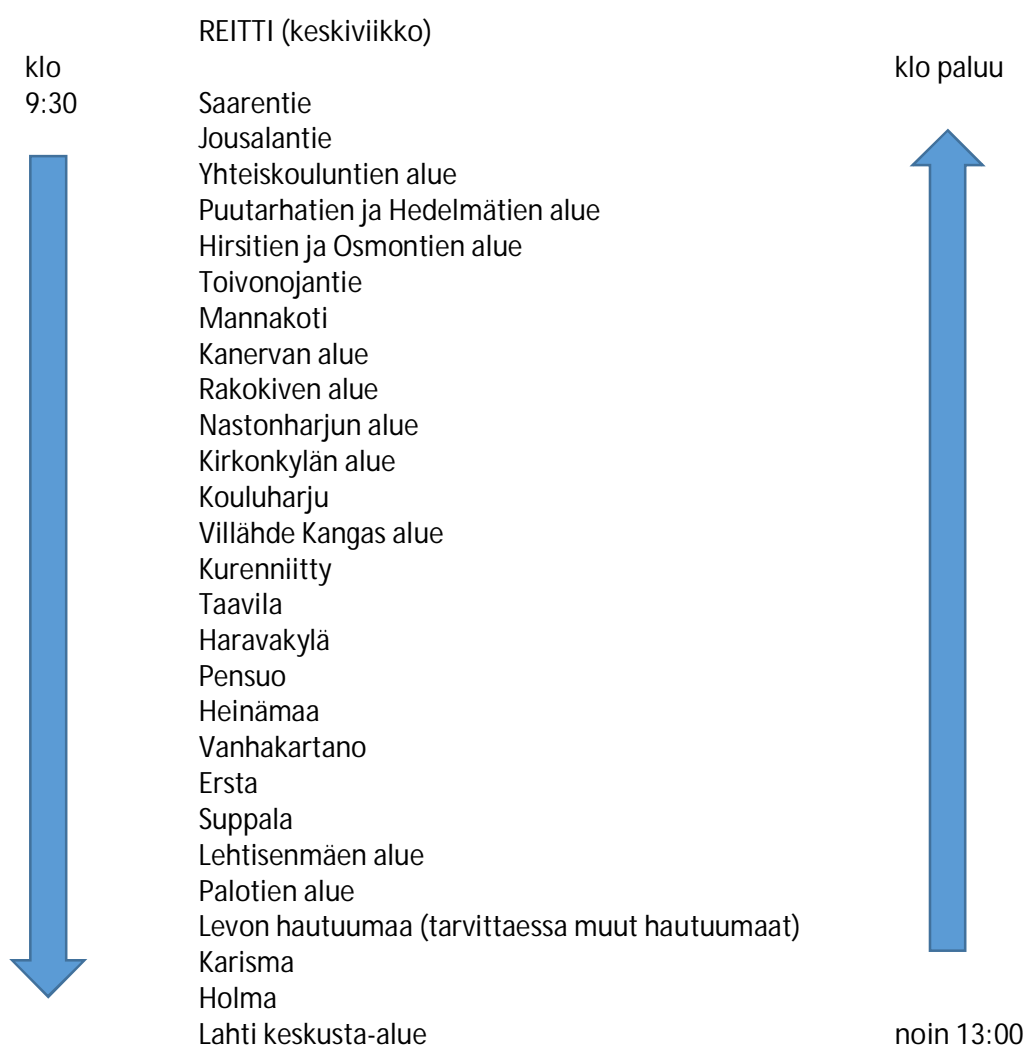 REITTI (keskiviikko)
klo klo paluu
9:30 Saarentie
Jousalantie
Yhteiskouluntien alue
Puutarhatien ja Hedelmätien alue
Hirsitien ja Osmontien alue
Toivonojantie
Mannakoti
Kanervan alue
Rakokiven alue
Nastonharjun alue
Kirkonkylän alue
Kouluharju
Villähde Kangas alue
Kurenniitty
Taavila
Haravakylä
Pensuo
Heinämaa
Vanhakartano
Ersta
Suppala
Lehtisenmäen alue
Palotien alue
Levon hautuumaa (tarvittaessa muut hautuumaat)
Karisma
Holma
Lahti keskusta-alue noin 13:00